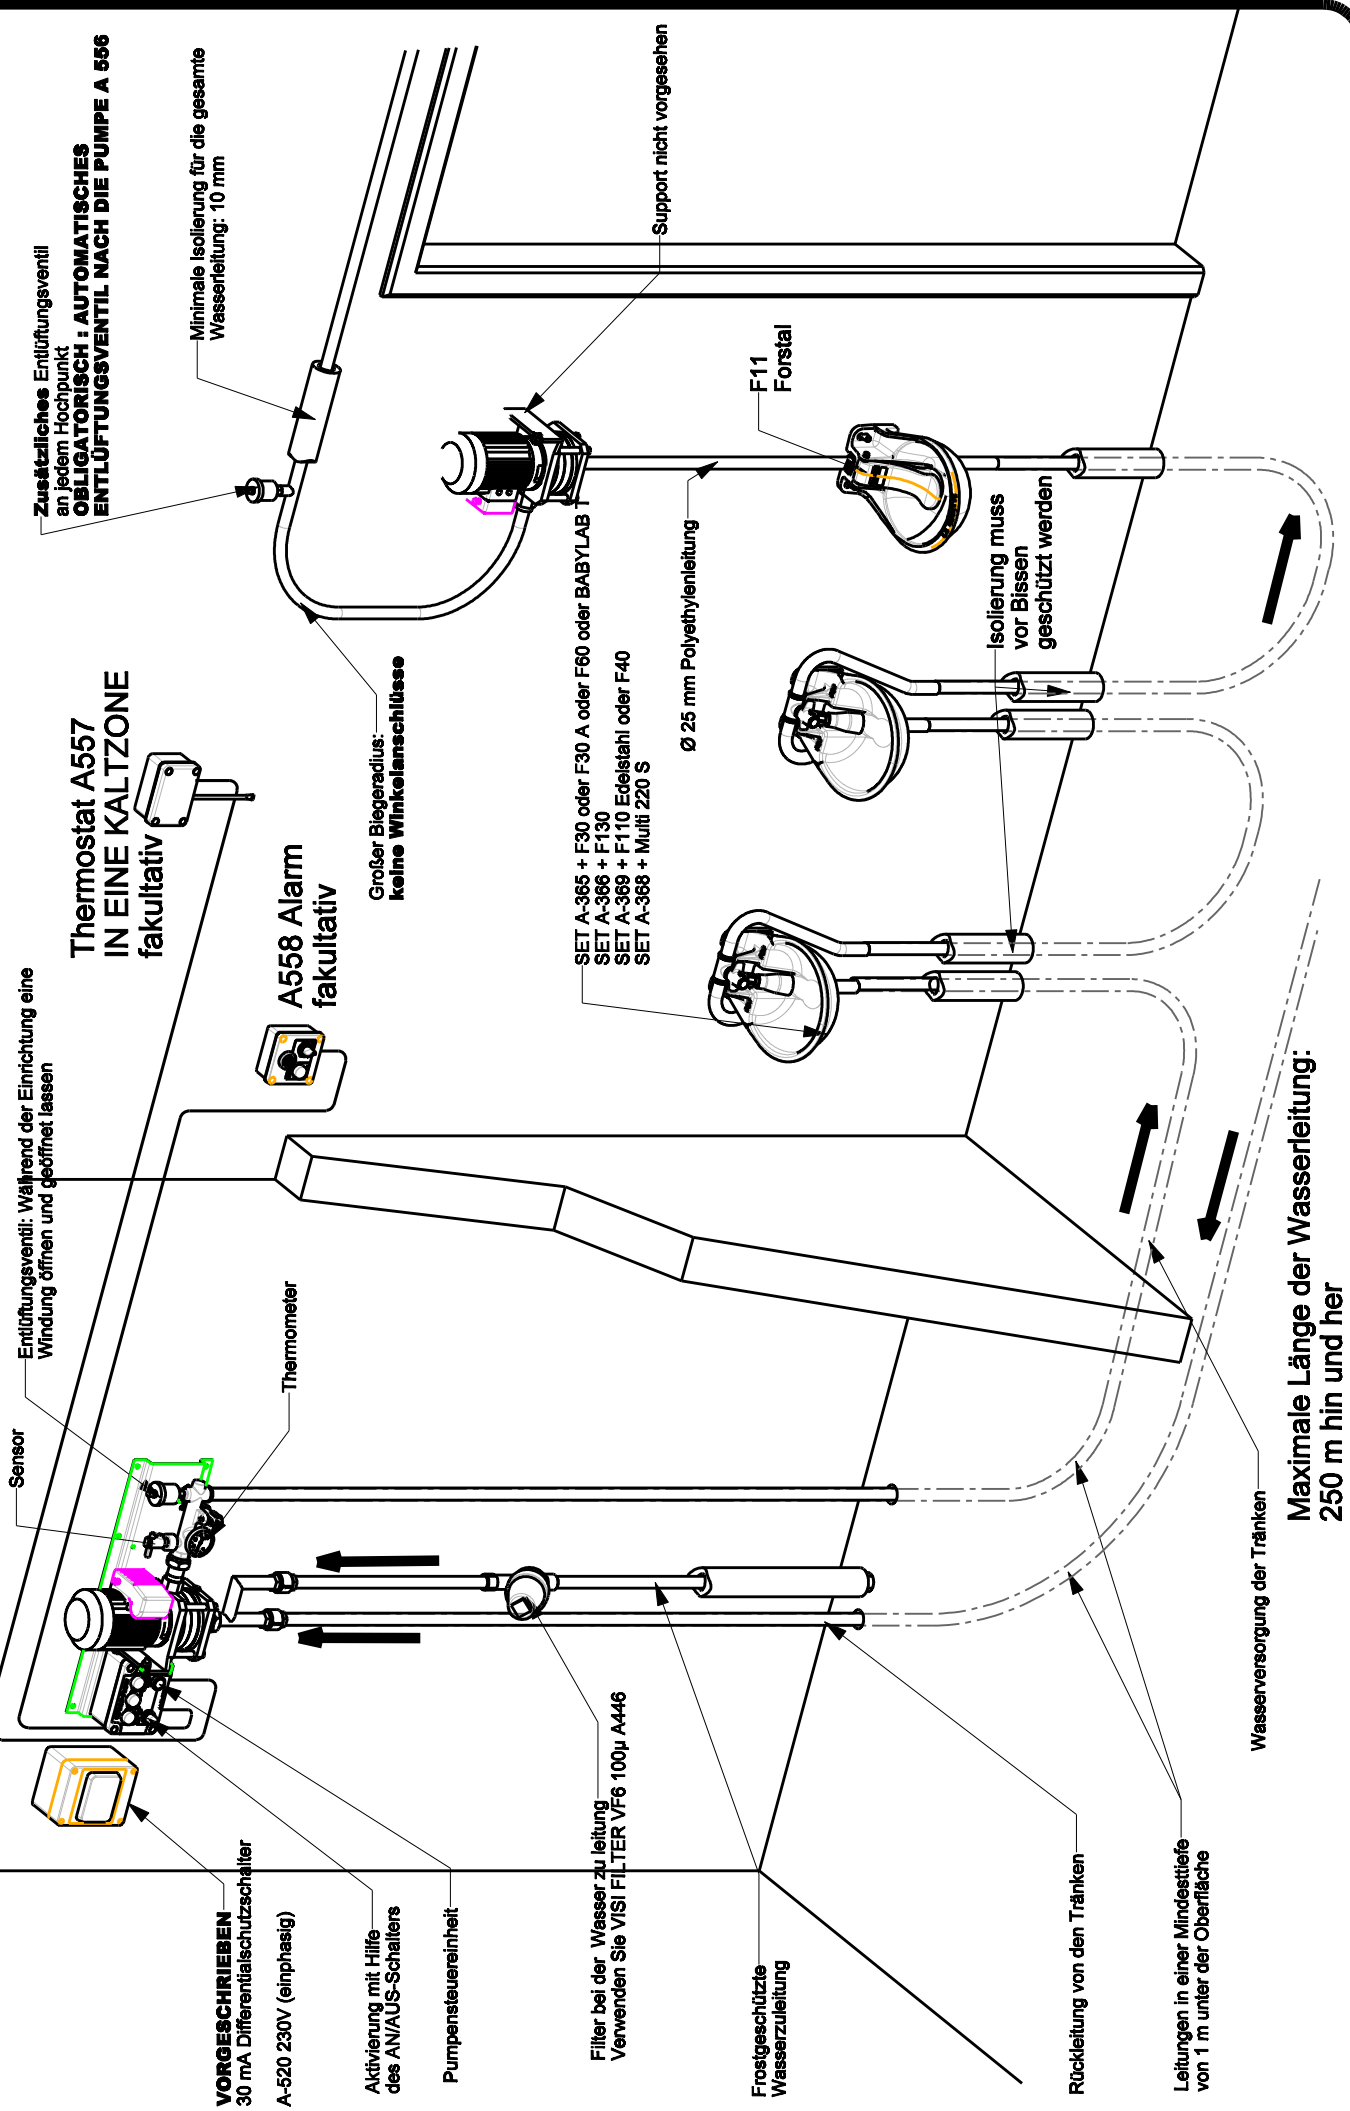 VORGESCHRIEBEN
30 mA Differentialschutzschalter
A-520 230V (einphasig)
Aktivierung mit Hilfe
des AN/AUS-Schalters
Pumpensteuereinheit
Filter bei der Wasser zu leitung
Verwenden Sie VISI FILTER VF6 100µ A446
Frostgeschützte
Wasserzuleitung
Rückleitung von den Tränken
Leitungen in einer Mindesttiefe
von 1 m unter der Oberfläche
Sensor
Entlüftungsventil: Während der Einrichtung eine
Windung öffnen und geöffnet lassen
Thermometer
Wasserversorgung der Tränken
Maximale Länge der Wasserleitung:
250 m hin und her
Thermostat A557
IN EINE KALTZONE
fakultativ
A558 Alarm
fakultativ
Großer Biegeradius:
keine Winkelanschlüsse
SET A-365 + F30 oder F30 A oder F60 oder BABYLAB T
SET A-366 + F130
SET A-369 + F110 Edelstahl oder F40
SET A-368 + Multi 220 S
Ø 25 mm Polyethylenleitung
Isolierung muss
vor Bissen
geschützt werden
Zusätzliches Entlüftungsventil
an jedem Hochpunkt
OBLIGATORISCH : AUTOMATISCHES
ENTLÜFTUNGSVENTIL NACH DIE PUMPE A 556
Minimale Isolierung für die gesamte
Wasserleitung: 10 mm
Support nicht vorgesehen
F11
Forstal